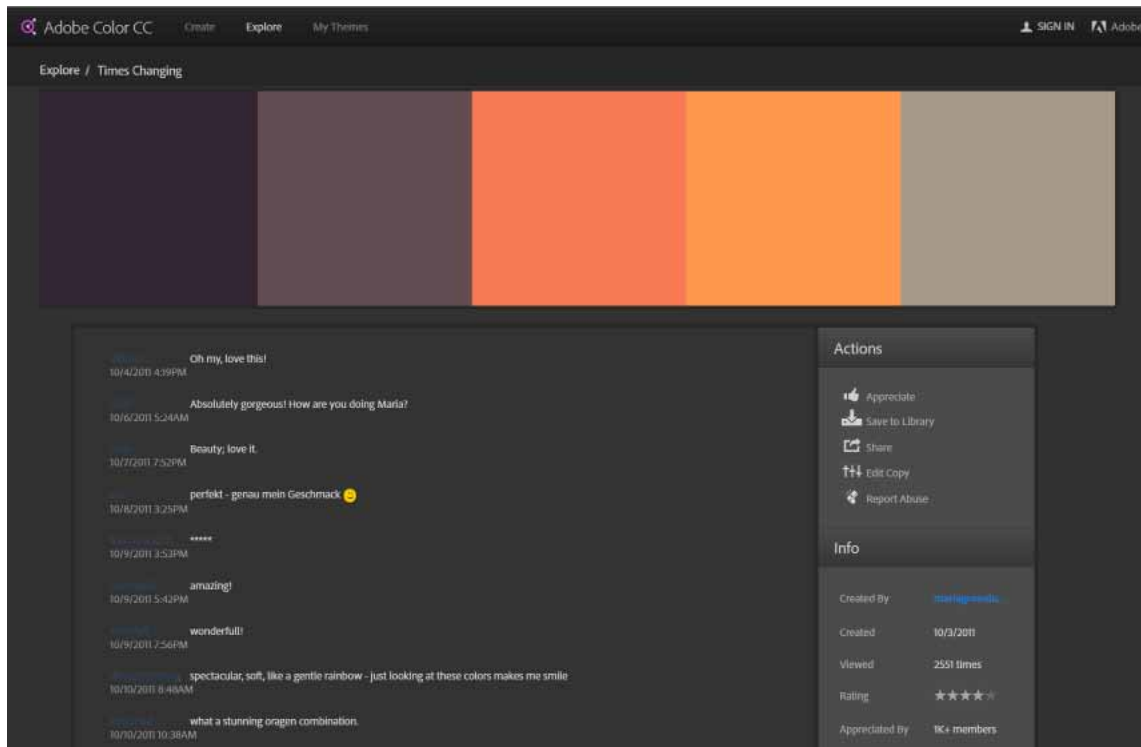 Adobe Color CC Create Explore My Themes SIGN IN Adobe
Explore / Times Changing
Oh my, love this!
10/4/2011 4:19PM
Absolutely gorgeous! How are you doing Maria?
10/6/2011 5:24AM
Beauty; love it.
10/7/2011 7:52PM
perfekt - genau mein Geschmack
10/8/2011 3:25PM
*****
10/9/2011 3:53PM
amazing!
10/9/2011 5:42PM
wonderfull!
10/9/2011 7:56PM
spectacular, soft, like a gentle rainbow - just looking at these colors makes me smile
10/10/2011 8:48AM
what a stunning oragen combination.
10/10/2011 10:38AM
Actions
Appreciate
Save to Library
Share
Edit Copy
Report Abuse
Info
Created By
Created 10/3/2011
Viewed 2551 times
Rating
Appreciated By 1K+ members